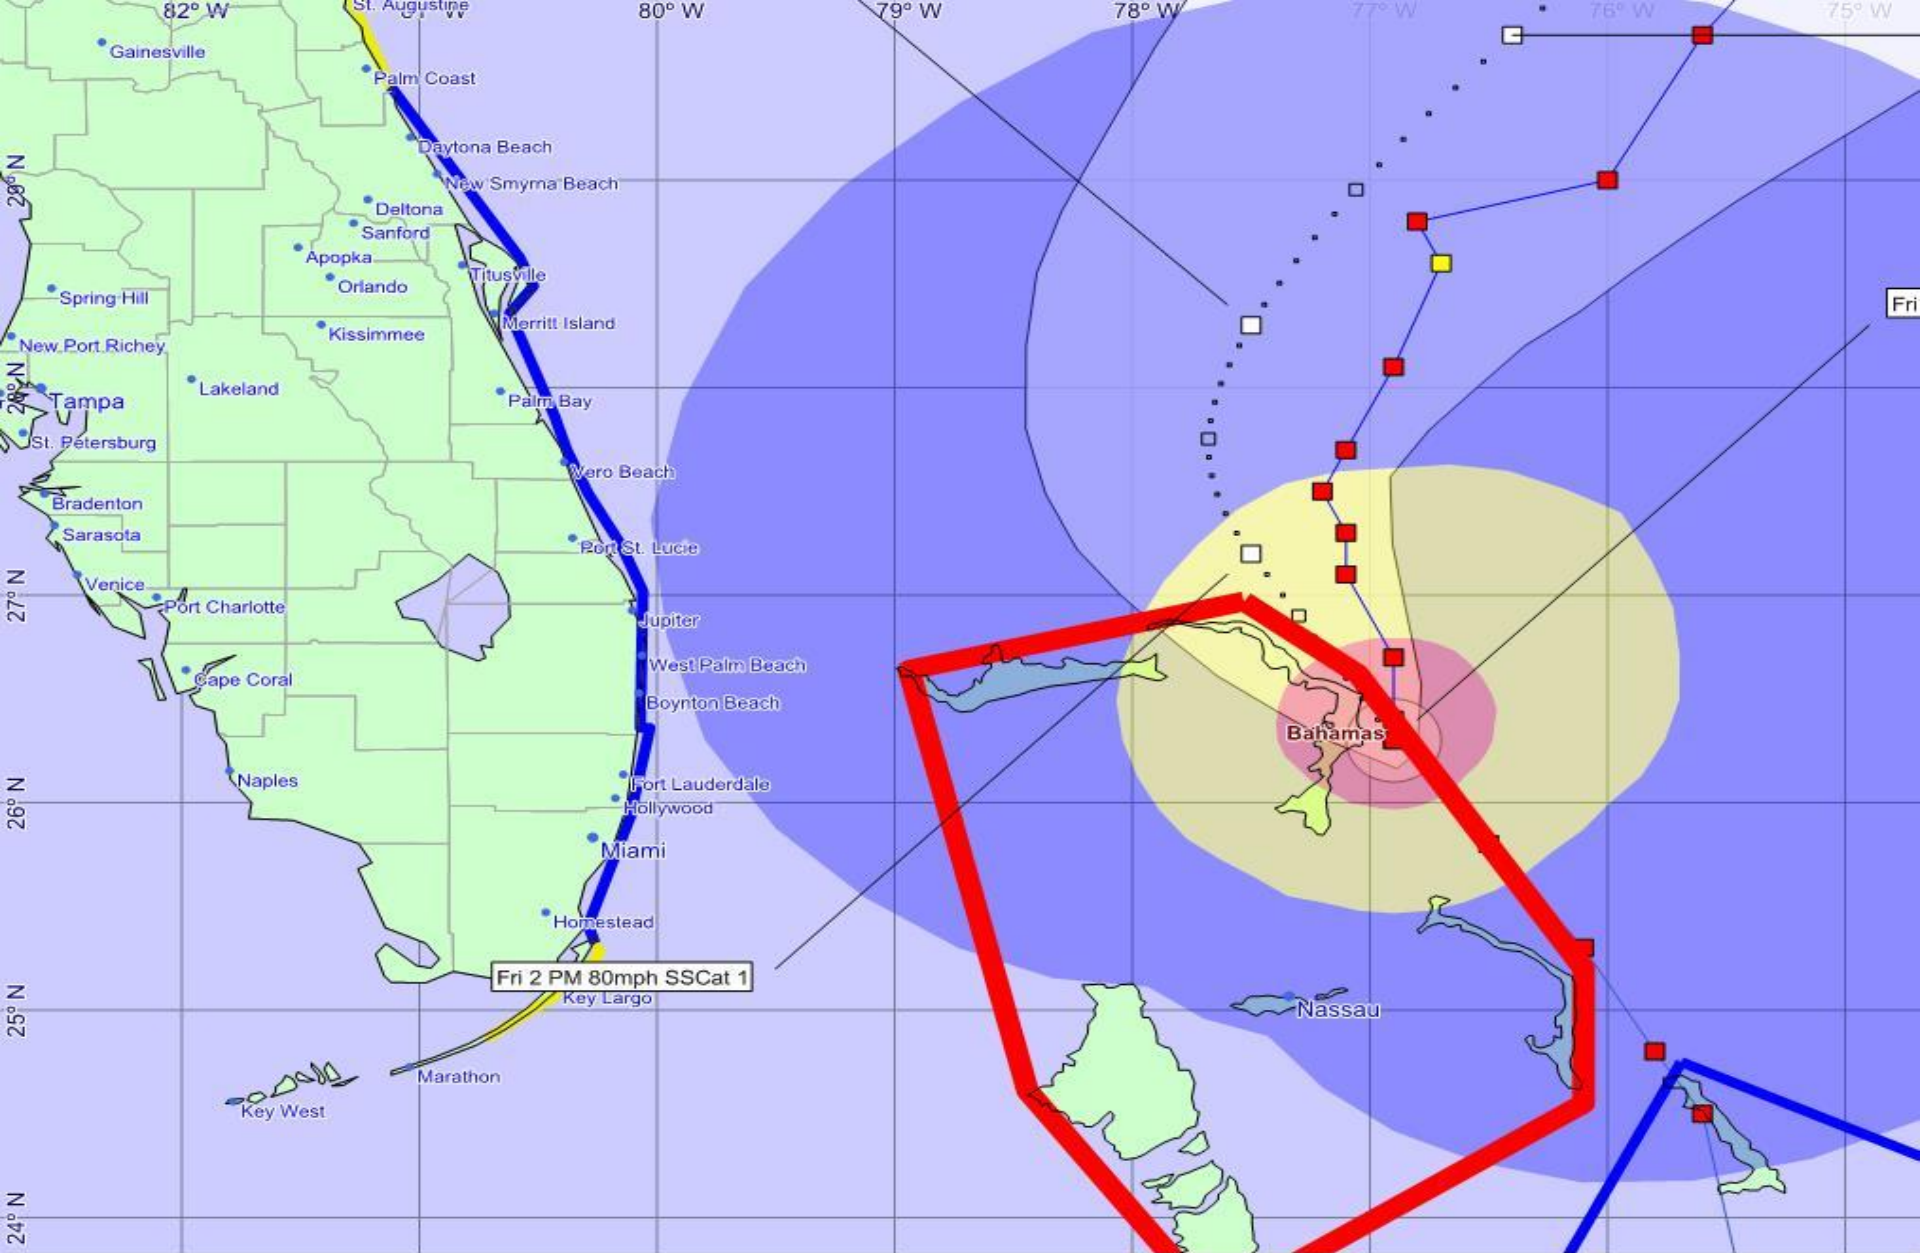 82° W
81° W
80° W
79° W
78° W
77° W
76° W
75° W
St. Augustine
Gainesville
Palm Coast
Daytona Beach
29° N
New Smyrna Beach
Deltona
Sanford
Apopka
Titusville
Orlando
Spring Hill
Fri
Merritt Island
Kissimmee
New Port Richey
28° N
Lakeland
Tampa
Palm Bay
St. Petersburg
Vero Beach
Bradenton
Sarasota
Port St. Lucie
Venice
27° N
Port Charlotte
Jupiter
West Palm Beach
Cape Coral
Boynton Beach
Bahamas
Naples
Fort Lauderdale
26° N
Hollywood
Miami
Homestead
Fri 2 PM 80mph SSCat 1
Key Largo
25° N
Nassau
Marathon
Key West
24° N